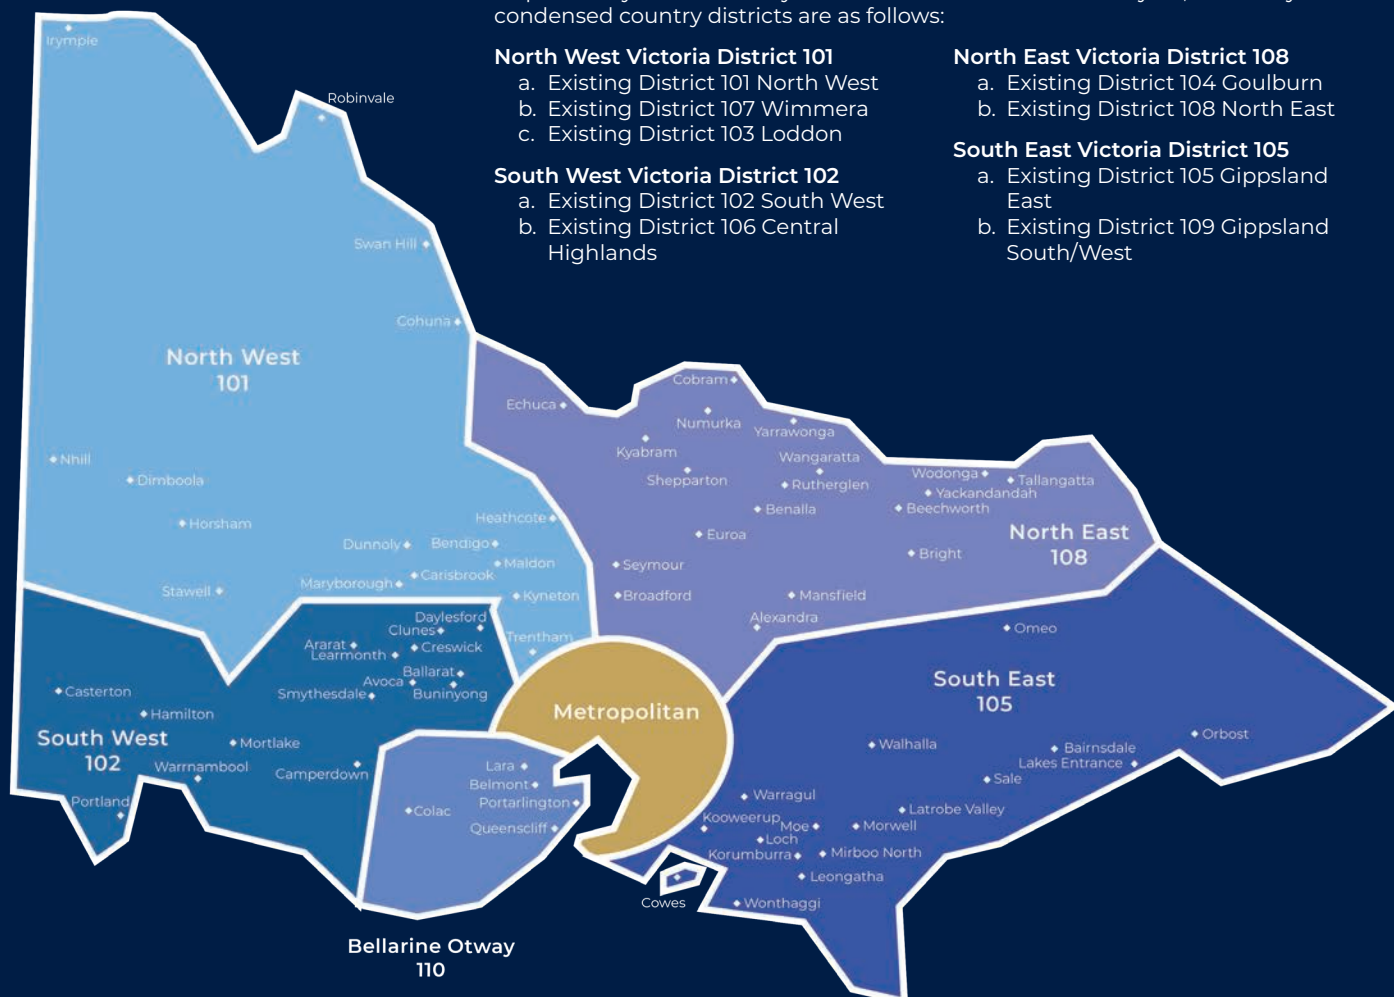 condensed country districts are as follows:
North West Victoria District 101
a. Existing District 101 North West
b. Existing District 107 Wimmera
c. Existing District 103 Loddon
South West Victoria District 102
a. Existing District 102 South West
b. Existing District 106 Central
Highlands
North East Victoria District 108
a. Existing District 104 Goulburn
b. Existing District 108 North East
South East Victoria District 105
a. Existing District 105 Gippsland
East
b. Existing District 109 Gippsland
South/West
Irymple
Robinvale
Swan Hill
Cohuna
North West
101
Nhill
Dimboola
Horsham
Heathcote
Dunnoly
Bendigo
Maldon
Carisbrook
Maryborough
Stawell
Kyneton
Trentham
Cobram
Echuca
Numurka
Yarrawonga
Kyabram
Wangaratta
Shepparton
Rutherglen
Wodonga
Tallangatta
Yackandandah
Benalla
Beechworth
Euroa
North East
108
Bright
Seymour
Broadford
Mansfield
Alexandra
Daylesford
Clunes
Ararat
Creswick
Learmonth
Ballarat
Avoca
Smythesdale
Buninyong
Casterton
Hamilton
South West
102
Mortlake
Warrnambool
Camperdown
Portland
Metropolitan
Lara
Belmont
Portarlington
Colac
Queenscliff
Bellarine Otway
110
Omeo
South East
105
Orbost
Walhalla
Bairnsdale
Lakes Entrance
Sale
Warragul
Latrobe Valley
Kooweerup
Moe
Morwell
Loch
Korumburra
Mirboo North
Leongatha
Cowes
Wonthaggi